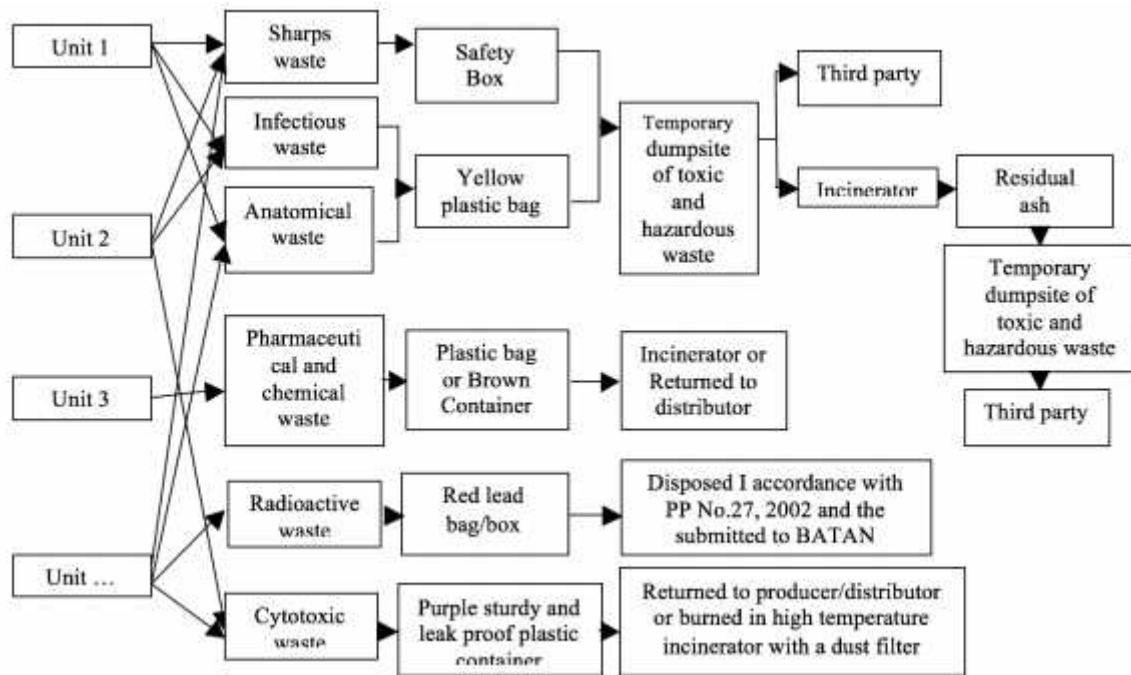 Unit 1
Unit 2
Unit 3
Unit ...
Sharps
waste
Infectious
waste
Anatomical
waste
Pharmaceuti
cal and
chemical
waste
Radioactive
waste
Cytotoxic
waste
Safety
Box
Yellow
plastic bag
Plastic bag
or Brown
Container
Red lead
bag/box
Purple sturdy and
leak proof plastic
container
Temporary
dumpsite
of toxic
and
hazardous
waste
Incinerator or
Returned to
distributor
Disposed I accordance with
PP No.27, 2002 and the
submitted to BATAN
Returned to producer/distributor
or burned in high temperature
incinerator with a dust filter
Third party
Incinerator
Residual
ash
Temporary
dumpsite of
toxic and
hazardous waste
Third party